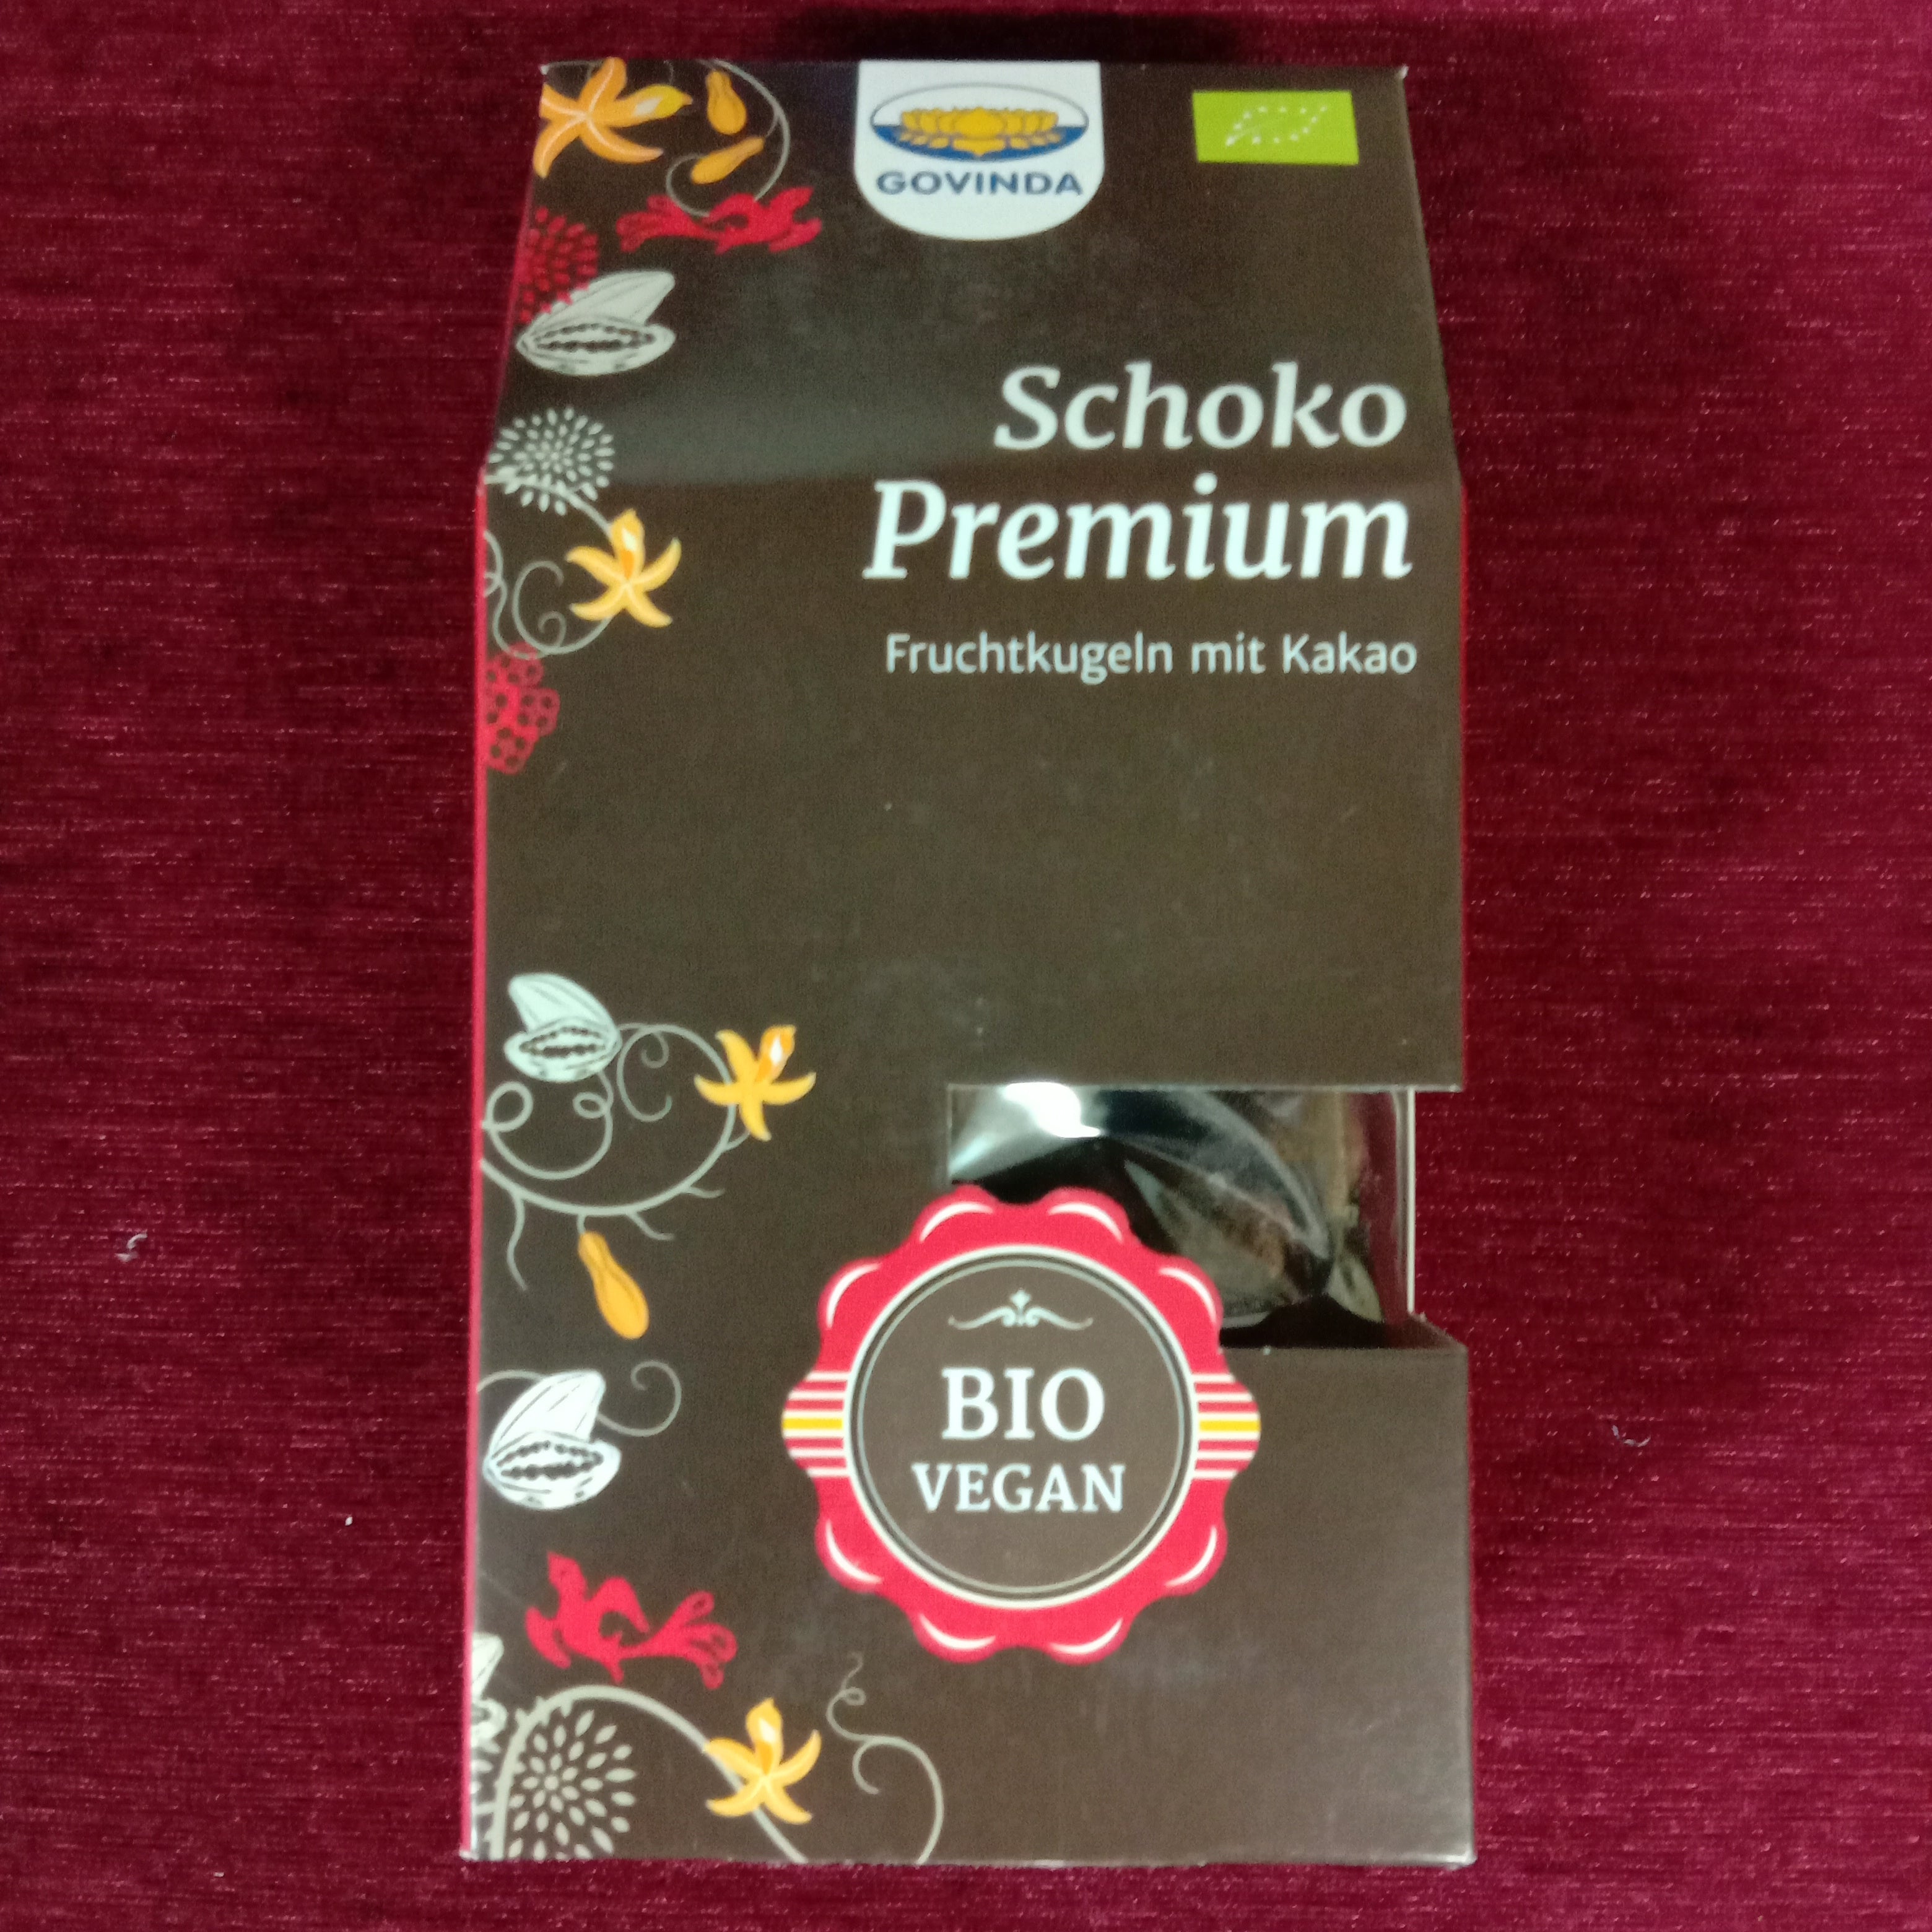 GOVINDA
Schoko
Premium
Fruchtkugeln mit Kakao
BIO
VEGAN